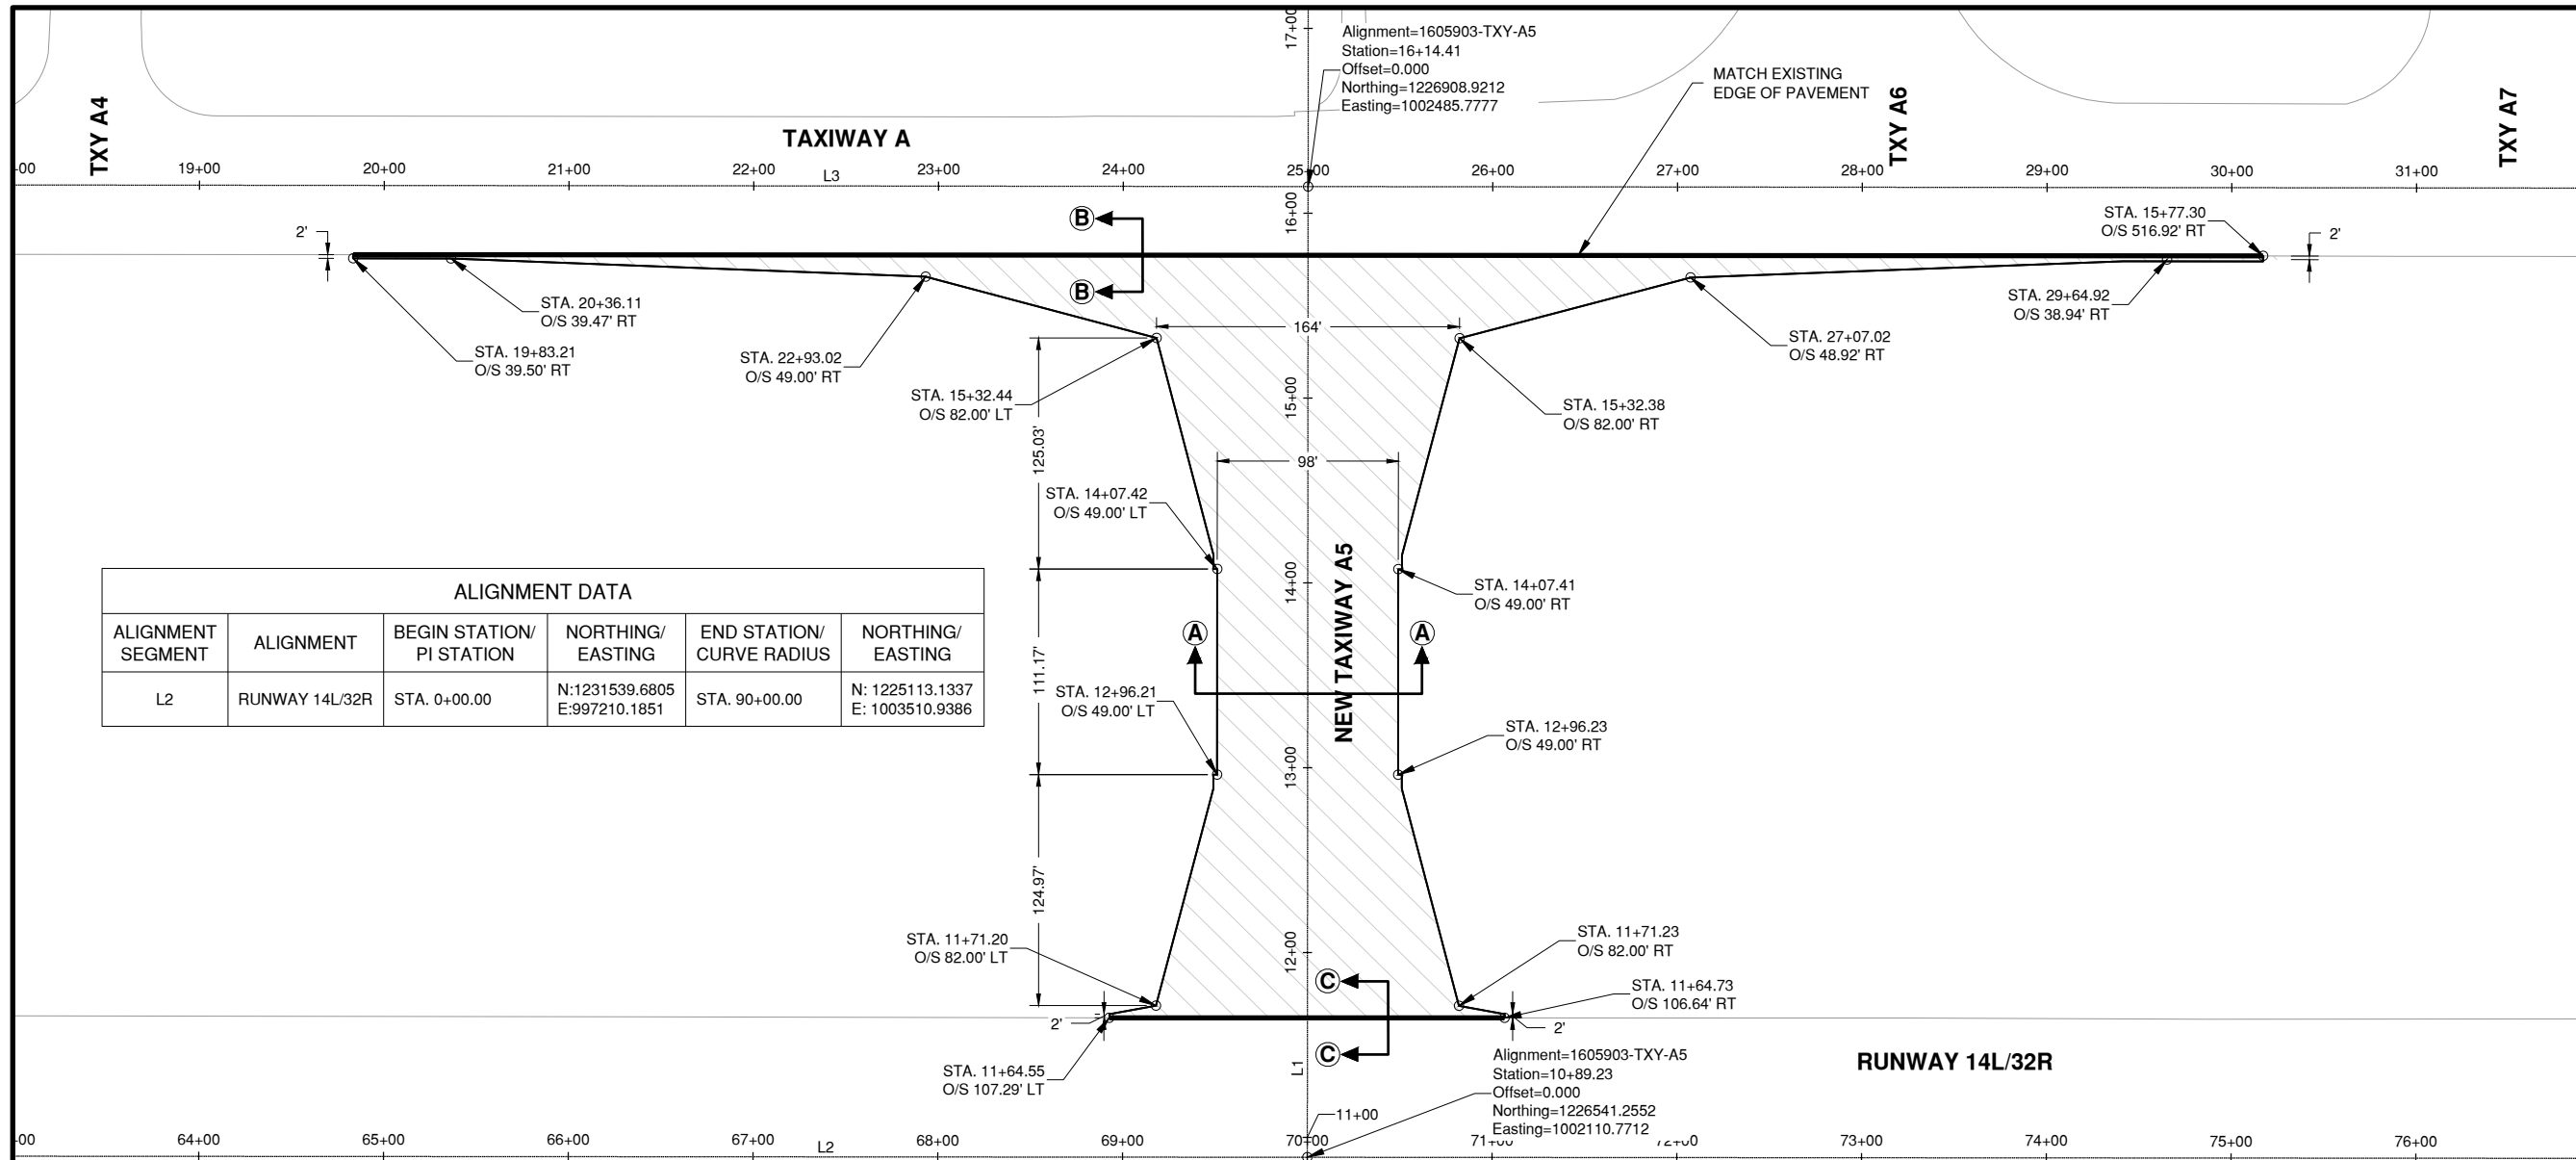 17+00
Alignment=1605903-TXY-A5
Station=16+14.41
Offset=0.000
Northing=1226908.9212
Easting=1002485.7777
MATCH EXISTING
EDGE OF PAVEMENT
TXY A4
TAXIWAY A
TXY A6
TXY A7
00 19+00 20+00 21+00 22+00 L3 23+00 24+00 25+00 26+00 27+00 28+00 29+00 30+00 31+00
16+00
B
B
2'
STA. 15+77.30
O/S 516.92' RT
2'
STA. 20+36.11
O/S 39.47' RT
STA. 29+64.92
O/S 38.94' RT
164'
STA. 19+83.21
O/S 39.50' RT
STA. 22+93.02
O/S 49.00' RT
STA. 27+07.02
O/S 48.92' RT
STA. 15+32.44
O/S 82.00' LT
15+00
STA. 15+32.38
O/S 82.00' RT
125.03'
98'
STA. 14+07.42
O/S 49.00' LT
14+00
STA. 14+07.41
O/S 49.00' RT
NEW TAXIWAY A5
ALIGNMENT DATA
ALIGNMENT SEGMENT
ALIGNMENT
BEGIN STATION/ PI STATION
NORTHING/ EASTING
END STATION/ CURVE RADIUS
NORTHING/ EASTING
L2
RUNWAY 14L/32R
STA. 0+00.00
N:1231539.6805
E:997210.1851
STA. 90+00.00
N: 1225113.1337
E: 1003510.9386
A
A
111.17'
STA. 12+96.21
O/S 49.00' LT
STA. 12+96.23
O/S 49.00' RT
13+00
124.97'
STA. 11+71.20
O/S 82.00' LT
12+00
STA. 11+71.23
O/S 82.00' RT
C
C
STA. 11+64.73
O/S 106.64' RT
2'
2'
STA. 11+64.55
O/S 107.29' LT
L1
Alignment=1605903-TXY-A5
Station=10+89.23
Offset=0.000
Northing=1226541.2552
Easting=1002110.7712
RUNWAY 14L/32R
11+00
00 64+00 65+00 66+00 67+00 L2 68+00 69+00 70+00 71+00 73+00 74+00 75+00 76+00